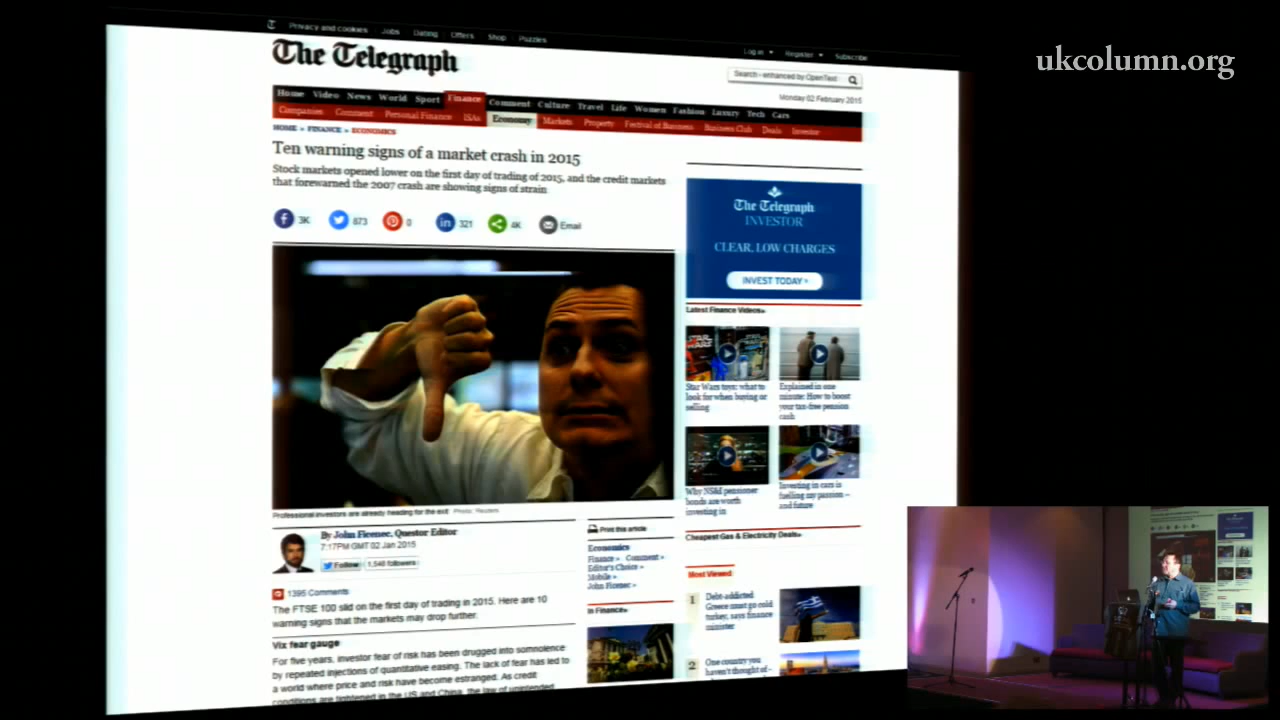 Privacy and cookies Jobs Dating Offers Shop Puzzles
Log in Register Subscribe
ukcolumn.org
The Telegraph
Search - enhanced by OpenText
Monday 02 February 2015
Home Video News World Sport Finance Comment Culture Travel Life Women Fashion Luxury Tech Cars
Companies Comment Personal Finance ISAs Economy Markets Property Festival of Business Business Club Deals Investor
HOME » FINANCE » ECONOMICS
Ten warning signs of a market crash in 2015
Stock markets opened lower on the first day of trading of 2015, and the credit markets
that forewarned the 2007 crash are showing signs of strain
3K 873 0 321 4K Email
The Telegraph
INVESTOR
CLEAR, LOW CHARGES
INVEST TODAY
Latest Finance Videos»
Star Wars toys: what to
look for when buying or
selling
Explained in one
minute: How to boost
your tax-free pension
cash
Why NS&I pensioner
bonds are worth
investing in
Investing in cars is
fuelling my passion –
and future
Professional investors are already heading for the exit Photo: Reuters
By John Ficenec, Questor Editor
7:17PM GMT 02 Jan 2015
Follow 1,546 followers
1395 Comments
The FTSE 100 slid on the first day of trading in 2015. Here are 10
warning signs that the markets may drop further.
Vix fear gauge
For five years, investor fear of risk has been drugged into somnolence
by repeated injections of quantitative easing. The lack of fear has led to
a world where price and risk have become estranged. As credit
conditions are tightened in the US and China, the law of unintended
Print this article
Economics
Finance » Comment »
Editor's Choice »
Mobile »
John Ficenec »
In Finance»
Cheapest Gas & Electricity Deals»
Most Viewed
1 Debt-addicted
Greece must go cold
turkey, says finance
minister
2 One country you
haven't thought of –